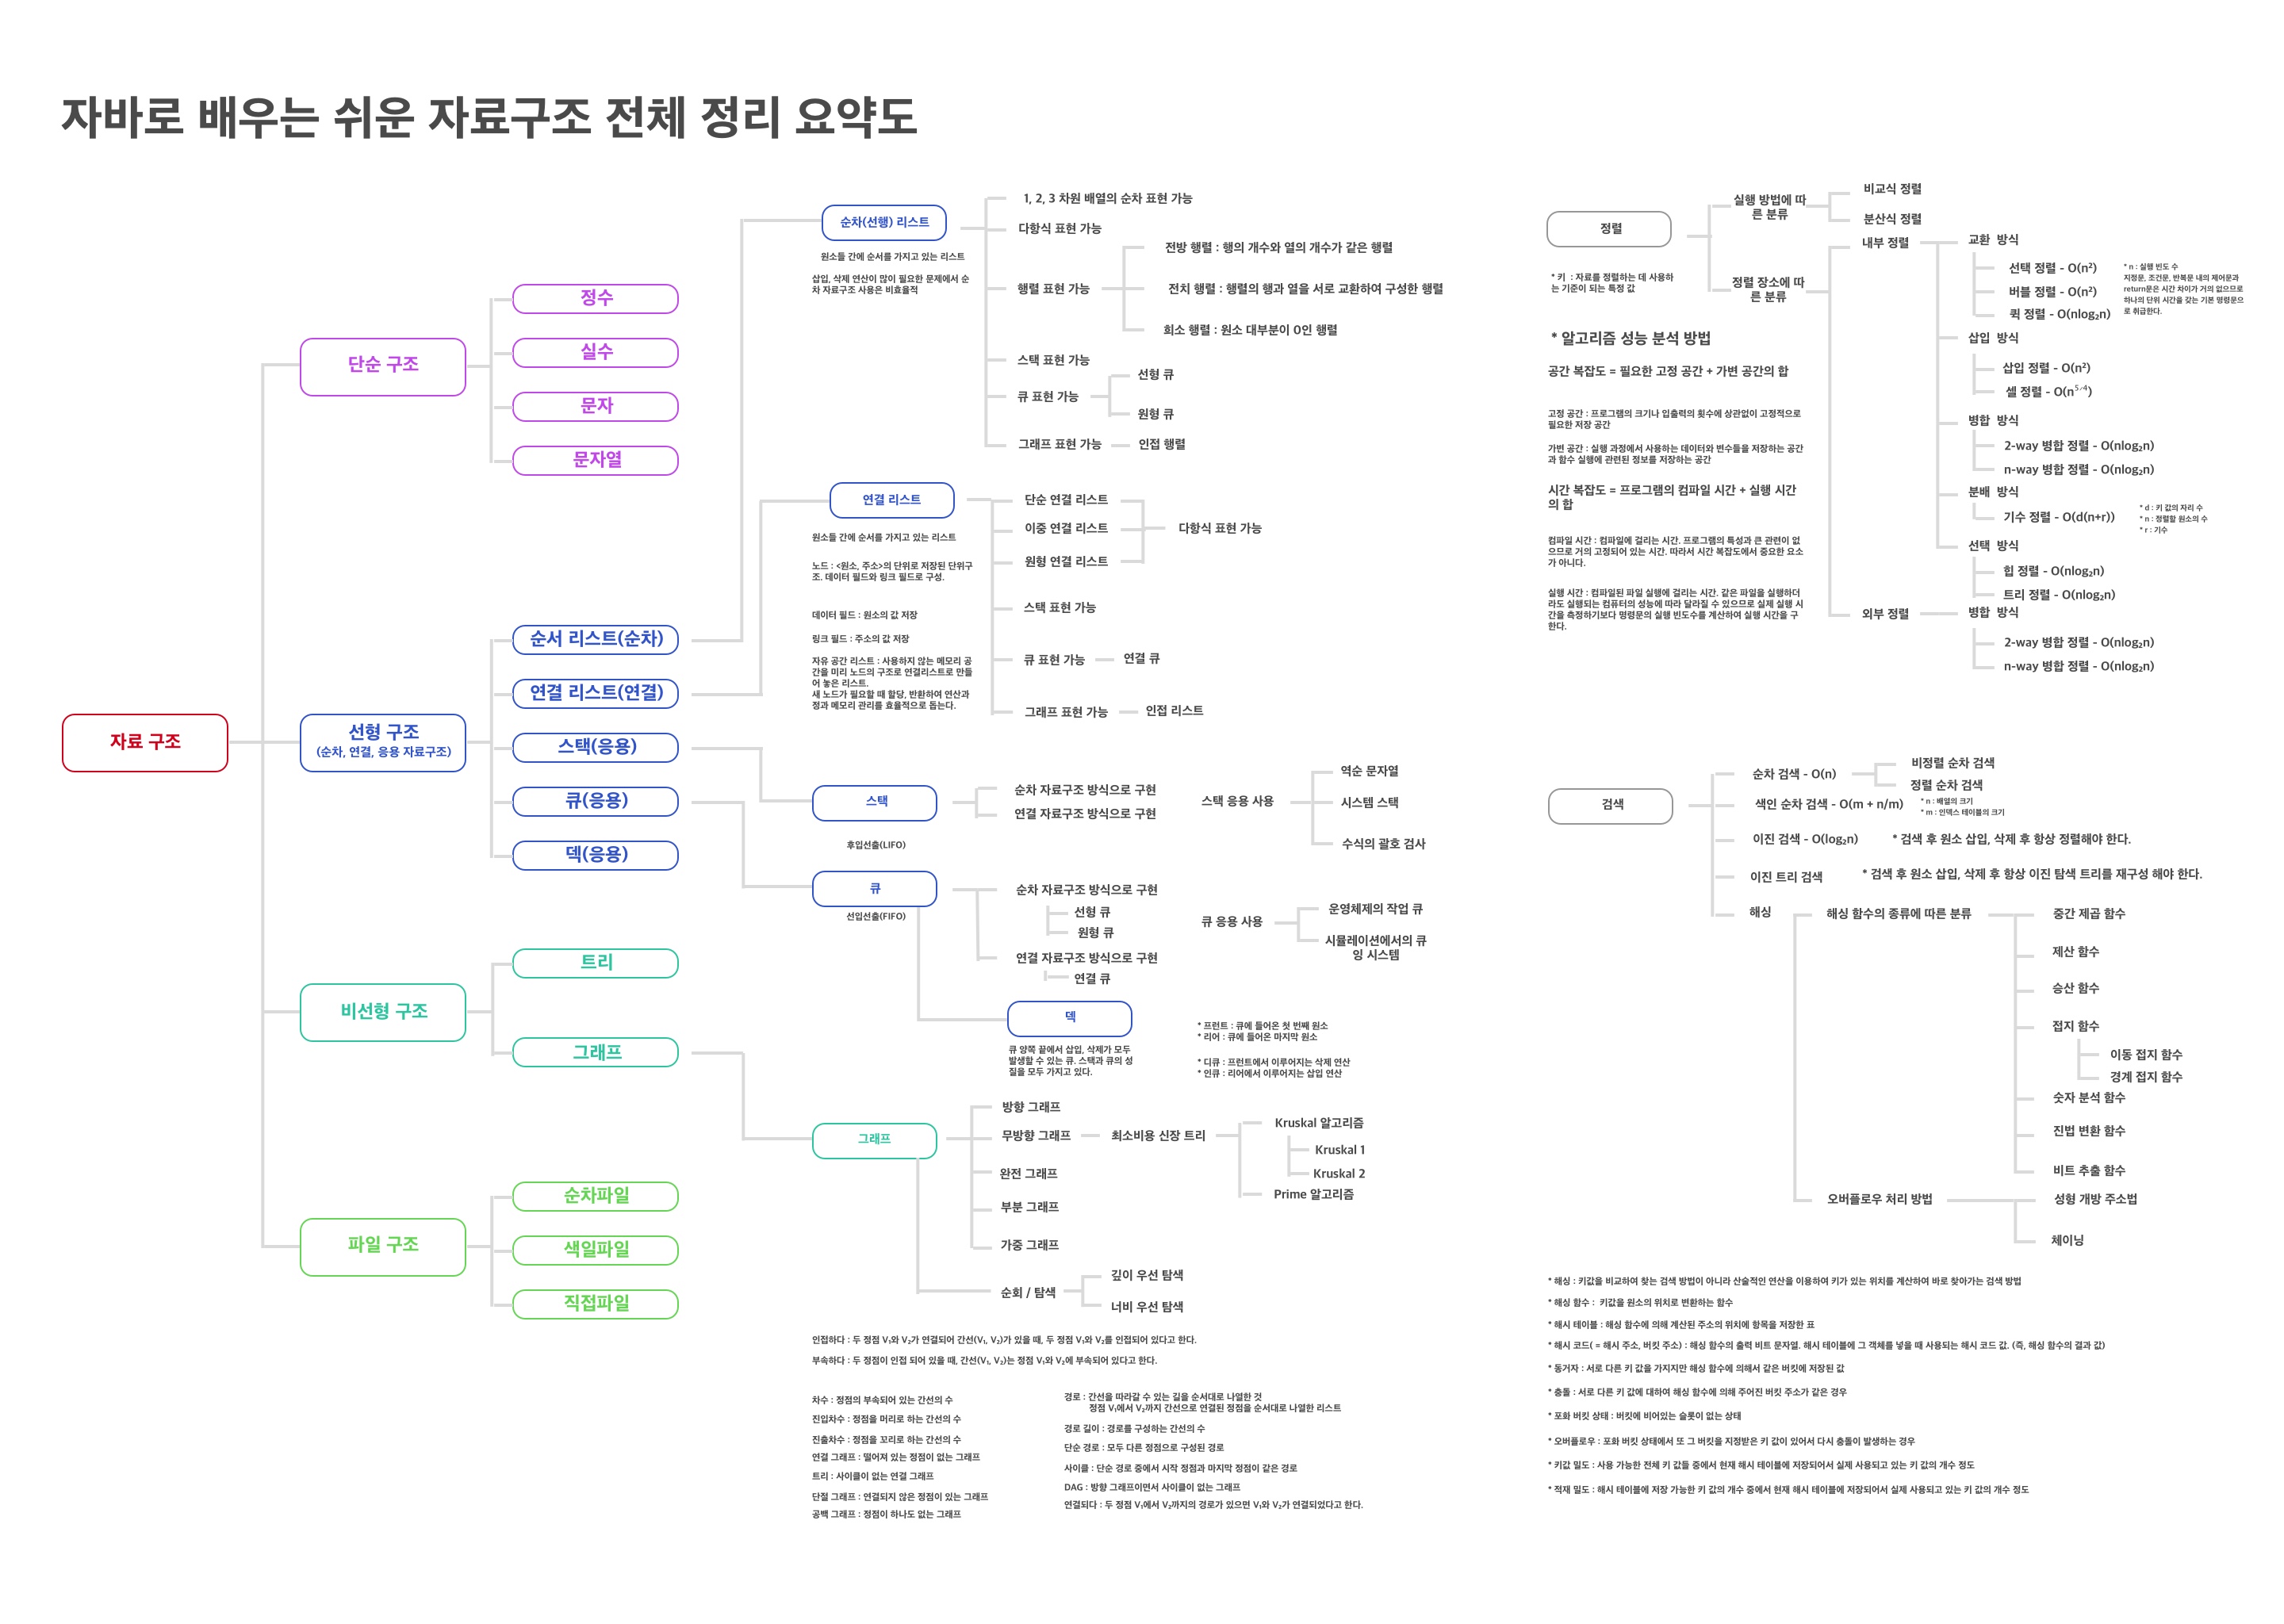 자바로 배우는 쉬운 자료구조 전체 정리 요약도
자료 구조
단순 구조
정수
실수
문자
문자열
선형 구조
(순차, 연결, 응용 자료구조)
순서 리스트(순차)
연결 리스트(연결)
스택(응용)
큐(응용)
덱(응용)
비선형 구조
트리
그래프
파일 구조
순차파일
색일파일
직접파일
순차(선행) 리스트
원소들 간에 순서를 가지고 있는 리스트
삽입, 삭제 연산이 많이 필요한 문제에서 순
차 자료구조 사용은 비효율적
1, 2, 3 차원 배열의 순차 표현 가능
다항식 표현 가능
행렬 표현 가능
전방 행렬 : 행의 개수와 열의 개수가 같은 행렬
전치 행렬 : 행렬의 행과 열을 서로 교환하여 구성한 행렬
희소 행렬 : 원소 대부분이 0인 행렬
스택 표현 가능
큐 표현 가능
선형 큐
원형 큐
그래프 표현 가능
인접 행렬
연결 리스트
원소들 간에 순서를 가지고 있는 리스트
노드 : <원소, 주소>의 단위로 저장된 단위구
조. 데이터 필드와 링크 필드로 구성.
데이터 필드 : 원소의 값 저장
링크 필드 : 주소의 값 저장
자유 공간 리스트 : 사용하지 않는 메모리 공
간을 미리 노드의 구조로 연결리스트로 만들
어 놓은 리스트.
새 노드가 필요할 때 할당, 반환하여 연산과
정과 메모리 관리를 효율적으로 돕는다.
단순 연결 리스트
이중 연결 리스트
원형 연결 리스트
다항식 표현 가능
스택 표현 가능
큐 표현 가능
연결 큐
그래프 표현 가능
인접 리스트
스택
후입선출(LIFO)
순차 자료구조 방식으로 구현
연결 자료구조 방식으로 구현
스택 응용 사용
역순 문자열
시스템 스택
수식의 괄호 검사
큐
선입선출(FIFO)
순차 자료구조 방식으로 구현
선형 큐
원형 큐
연결 자료구조 방식으로 구현
연결 큐
큐 응용 사용
운영체제의 작업 큐
시뮬레이션에서의 큐
잉 시스템
덱
큐 양쪽 끝에서 삽입, 삭제가 모두
발생할 수 있는 큐. 스택과 큐의 성
질을 모두 가지고 있다.
* 프런트 : 큐에 들어온 첫 번째 원소
* 리어 : 큐에 들어온 마지막 원소
* 디큐 : 프런트에서 이루어지는 삭제 연산
* 인큐 : 리어에서 이루어지는 삽입 연산
그래프
방향 그래프
무방향 그래프
최소비용 신장 트리
Kruskal 알고리즘
Kruskal 1
Kruskal 2
Prime 알고리즘
완전 그래프
부분 그래프
가중 그래프
순회 / 탐색
깊이 우선 탐색
너비 우선 탐색
인접하다 : 두 정점 V₁와 V₂가 연결되어 간선(V₁, V₂)가 있을 때, 두 정점 V₁와 V₂를 인접되어 있다고 한다.
부속하다 : 두 정점이 인접 되어 있을 때, 간선(V₁, V₂)는 정점 V₁와 V₂에 부속되어 있다고 한다.
차수 : 정점의 부속되어 있는 간선의 수
진입차수 : 정점을 머리로 하는 간선의 수
진출차수 : 정점을 꼬리로 하는 간선의 수
연결 그래프 : 떨어져 있는 정점이 없는 그래프
트리 : 사이클이 없는 연결 그래프
단절 그래프 : 연결되지 않은 정점이 있는 그래프
공백 그래프 : 정점이 하나도 없는 그래프
경로 : 간선을 따라갈 수 있는 길을 순서대로 나열한 것
정점 V₁에서 V₂까지 간선으로 연결된 정점을 순서대로 나열한 리스트
경로 길이 : 경로를 구성하는 간선의 수
단순 경로 : 모두 다른 정점으로 구성된 경로
사이클 : 단순 경로 중에서 시작 정점과 마지막 정점이 같은 경로
DAG : 방향 그래프이면서 사이클이 없는 그래프
연결되다 : 두 정점 V₁에서 V₂까지의 경로가 있으면 V₁와 V₂가 연결되었다고 한다.
정렬
* 키 : 자료를 정렬하는 데 사용하
는 기준이 되는 특정 값
실행 방법에 따
른 분류
비교식 정렬
분산식 정렬
정렬 장소에 따
른 분류
내부 정렬
교환 방식
선택 정렬 - O(n²)
버블 정렬 - O(n²)
퀵 정렬 - O(nlog₂n)
* n : 실행 빈도 수
지정문, 조건문, 반복문 내의 제어문과
return문은 시간 차이가 거의 없으므로
하나의 단위 시간을 갖는 기본 명령문으
로 취급한다.
삽입 방식
삽입 정렬 - O(n²)
셸 정렬 - O(n⁵ᐟ⁴)
병합 방식
2-way 병합 정렬 - O(nlog₂n)
n-way 병합 정렬 - O(nlog₂n)
분배 방식
기수 정렬 - O(d(n+r))
* d : 키 값의 자리 수
* n : 정렬할 원소의 수
* r : 기수
선택 방식
힙 정렬 - O(nlog₂n)
트리 정렬 - O(nlog₂n)
외부 정렬
병합 방식
2-way 병합 정렬 - O(nlog₂n)
n-way 병합 정렬 - O(nlog₂n)
* 알고리즘 성능 분석 방법
공간 복잡도 = 필요한 고정 공간 + 가변 공간의 합
고정 공간 : 프로그램의 크기나 입출력의 횟수에 상관없이 고정적으로
필요한 저장 공간
가변 공간 : 실행 과정에서 사용하는 데이터와 변수들을 저장하는 공간
과 함수 실행에 관련된 정보를 저장하는 공간
시간 복잡도 = 프로그램의 컴파일 시간 + 실행 시간
의 합
컴파일 시간 : 컴파일에 걸리는 시간. 프로그램의 특성과 큰 관련이 없
으므로 거의 고정되어 있는 시간. 따라서 시간 복잡도에서 중요한 요소
가 아니다.
실행 시간 : 컴파일된 파일 실행에 걸리는 시간. 같은 파일을 실행하더
라도 실행되는 컴퓨터의 성능에 따라 달라질 수 있으므로 실제 실행 시
간을 측정하기보다 명령문의 실행 빈도수를 계산하여 실행 시간을 구
한다.
검색
순차 검색 - O(n)
비정렬 순차 검색
정렬 순차 검색
색인 순차 검색 - O(m + n/m)
* n : 배열의 크기
* m : 인덱스 테이블의 크기
이진 검색 - O(log₂n)
* 검색 후 원소 삽입, 삭제 후 항상 정렬해야 한다.
이진 트리 검색
* 검색 후 원소 삽입, 삭제 후 항상 이진 탐색 트리를 재구성 해야 한다.
해싱
해싱 함수의 종류에 따른 분류
중간 제곱 함수
제산 함수
승산 함수
접지 함수
이동 접지 함수
경계 접지 함수
숫자 분석 함수
진법 변환 함수
비트 추출 함수
오버플로우 처리 방법
성형 개방 주소법
체이닝
* 해싱 : 키값을 비교하여 찾는 검색 방법이 아니라 산술적인 연산을 이용하여 키가 있는 위치를 계산하여 바로 찾아가는 검색 방법
* 해싱 함수 : 키값을 원소의 위치로 변환하는 함수
* 해시 테이블 : 해싱 함수에 의해 계산된 주소의 위치에 항목을 저장한 표
* 해시 코드( = 해시 주소, 버킷 주소) : 해싱 함수의 출력 비트 문자열. 해시 테이블에 그 객체를 넣을 때 사용되는 해시 코드 값. (즉, 해싱 함수의 결과 값)
* 동거자 : 서로 다른 키 값을 가지지만 해싱 함수에 의해서 같은 버킷에 저장된 값
* 충돌 : 서로 다른 키 값에 대하여 해싱 함수에 의해 주어진 버킷 주소가 같은 경우
* 포화 버킷 상태 : 버킷에 비어있는 슬롯이 없는 상태
* 오버플로우 : 포화 버킷 상태에서 또 그 버킷을 지정받은 키 값이 있어서 다시 충돌이 발생하는 경우
* 키값 밀도 : 사용 가능한 전체 키 값들 중에서 현재 해시 테이블에 저장되어서 실제 사용되고 있는 키 값의 개수 정도
* 적재 밀도 : 해시 테이블에 저장 가능한 키 값의 개수 중에서 현재 해시 테이블에 저장되어서 실제 사용되고 있는 키 값의 개수 정도